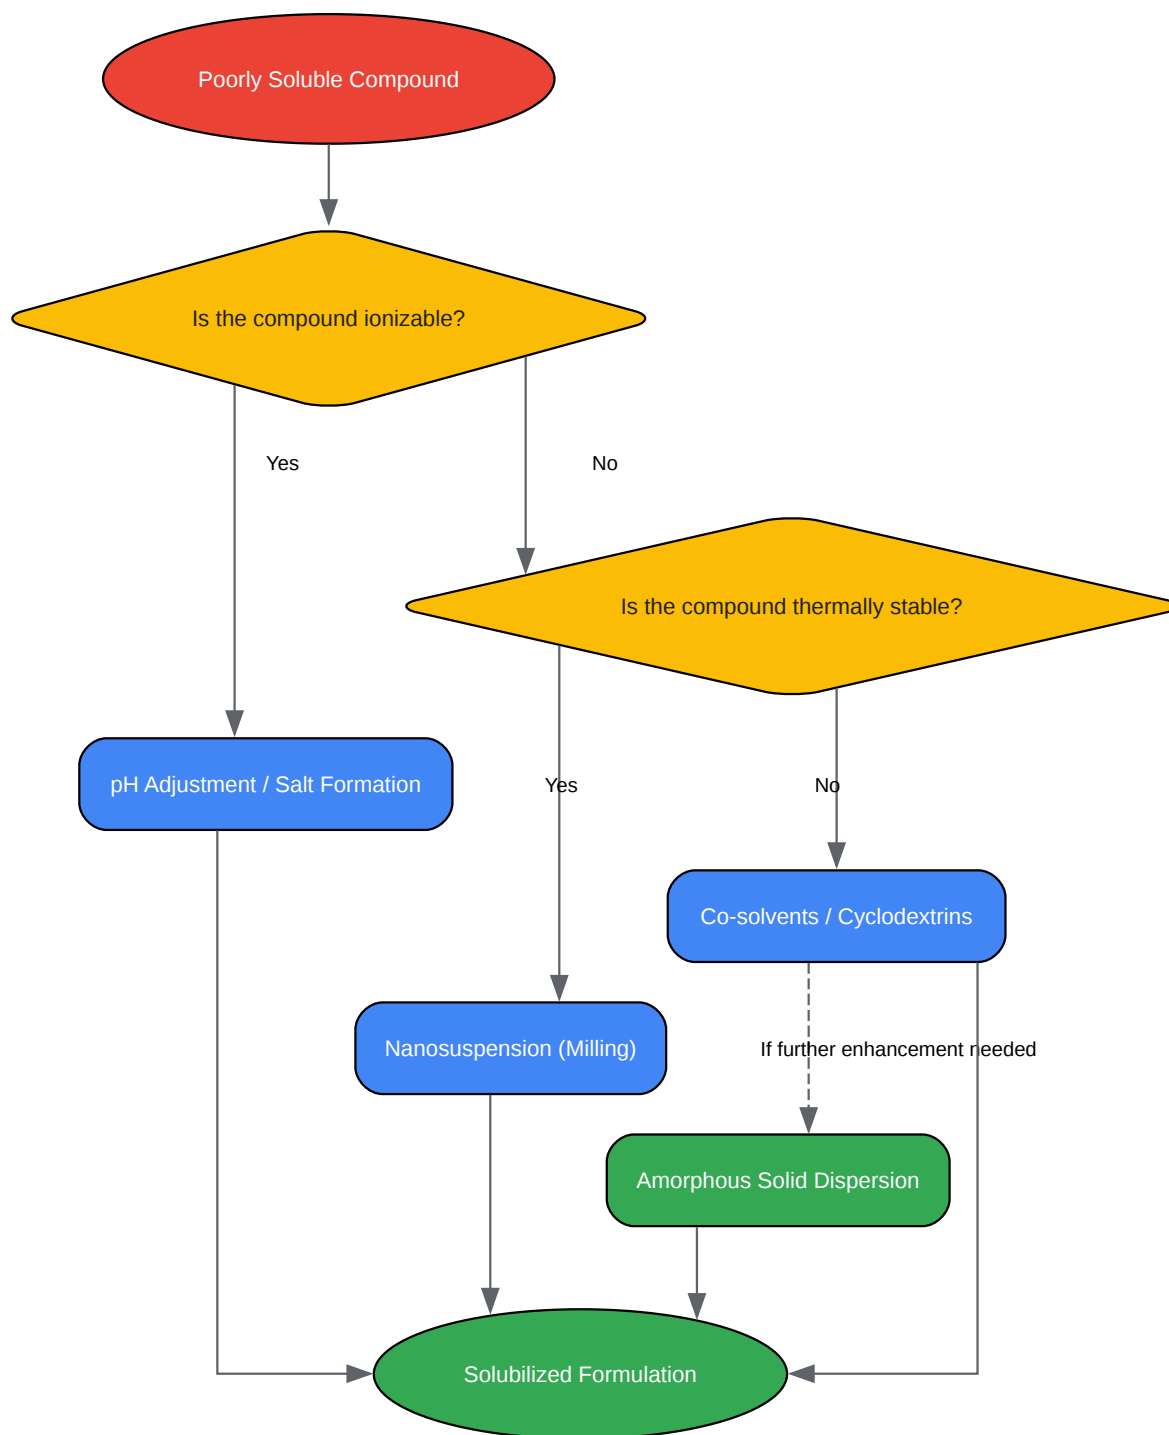 Poorly Soluble Compound
Is the compound ionizable?
Yes
No
Is the compound thermally stable?
pH Adjustment / Salt Formation
Yes
No
Co-solvents / Cyclodextrins
Nanosuspension (Milling)
If further enhancement needed
Amorphous Solid Dispersion
Solubilized Formulation